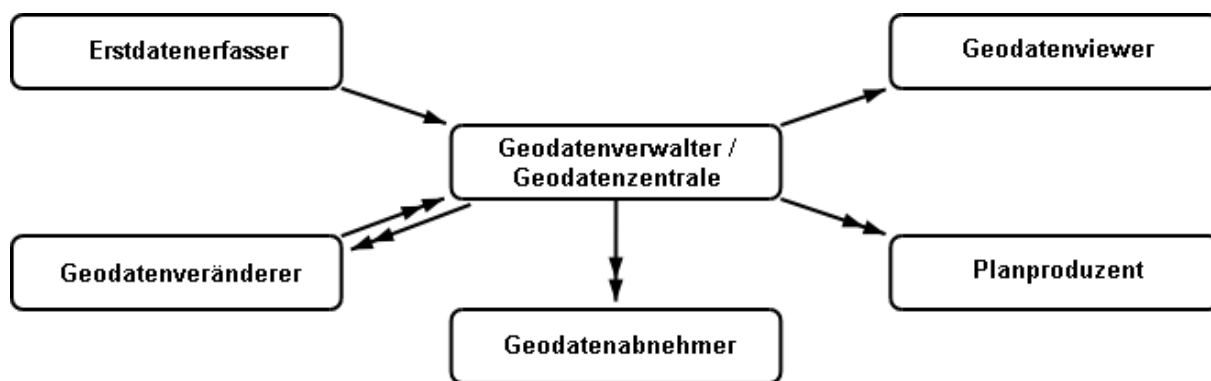 Erstdatenerfasser
Geodatenviewer
Geodatenverwalter /
Geodatenzentrale
Geodatenveränderer
Planproduzent
Geodatenabnehmer